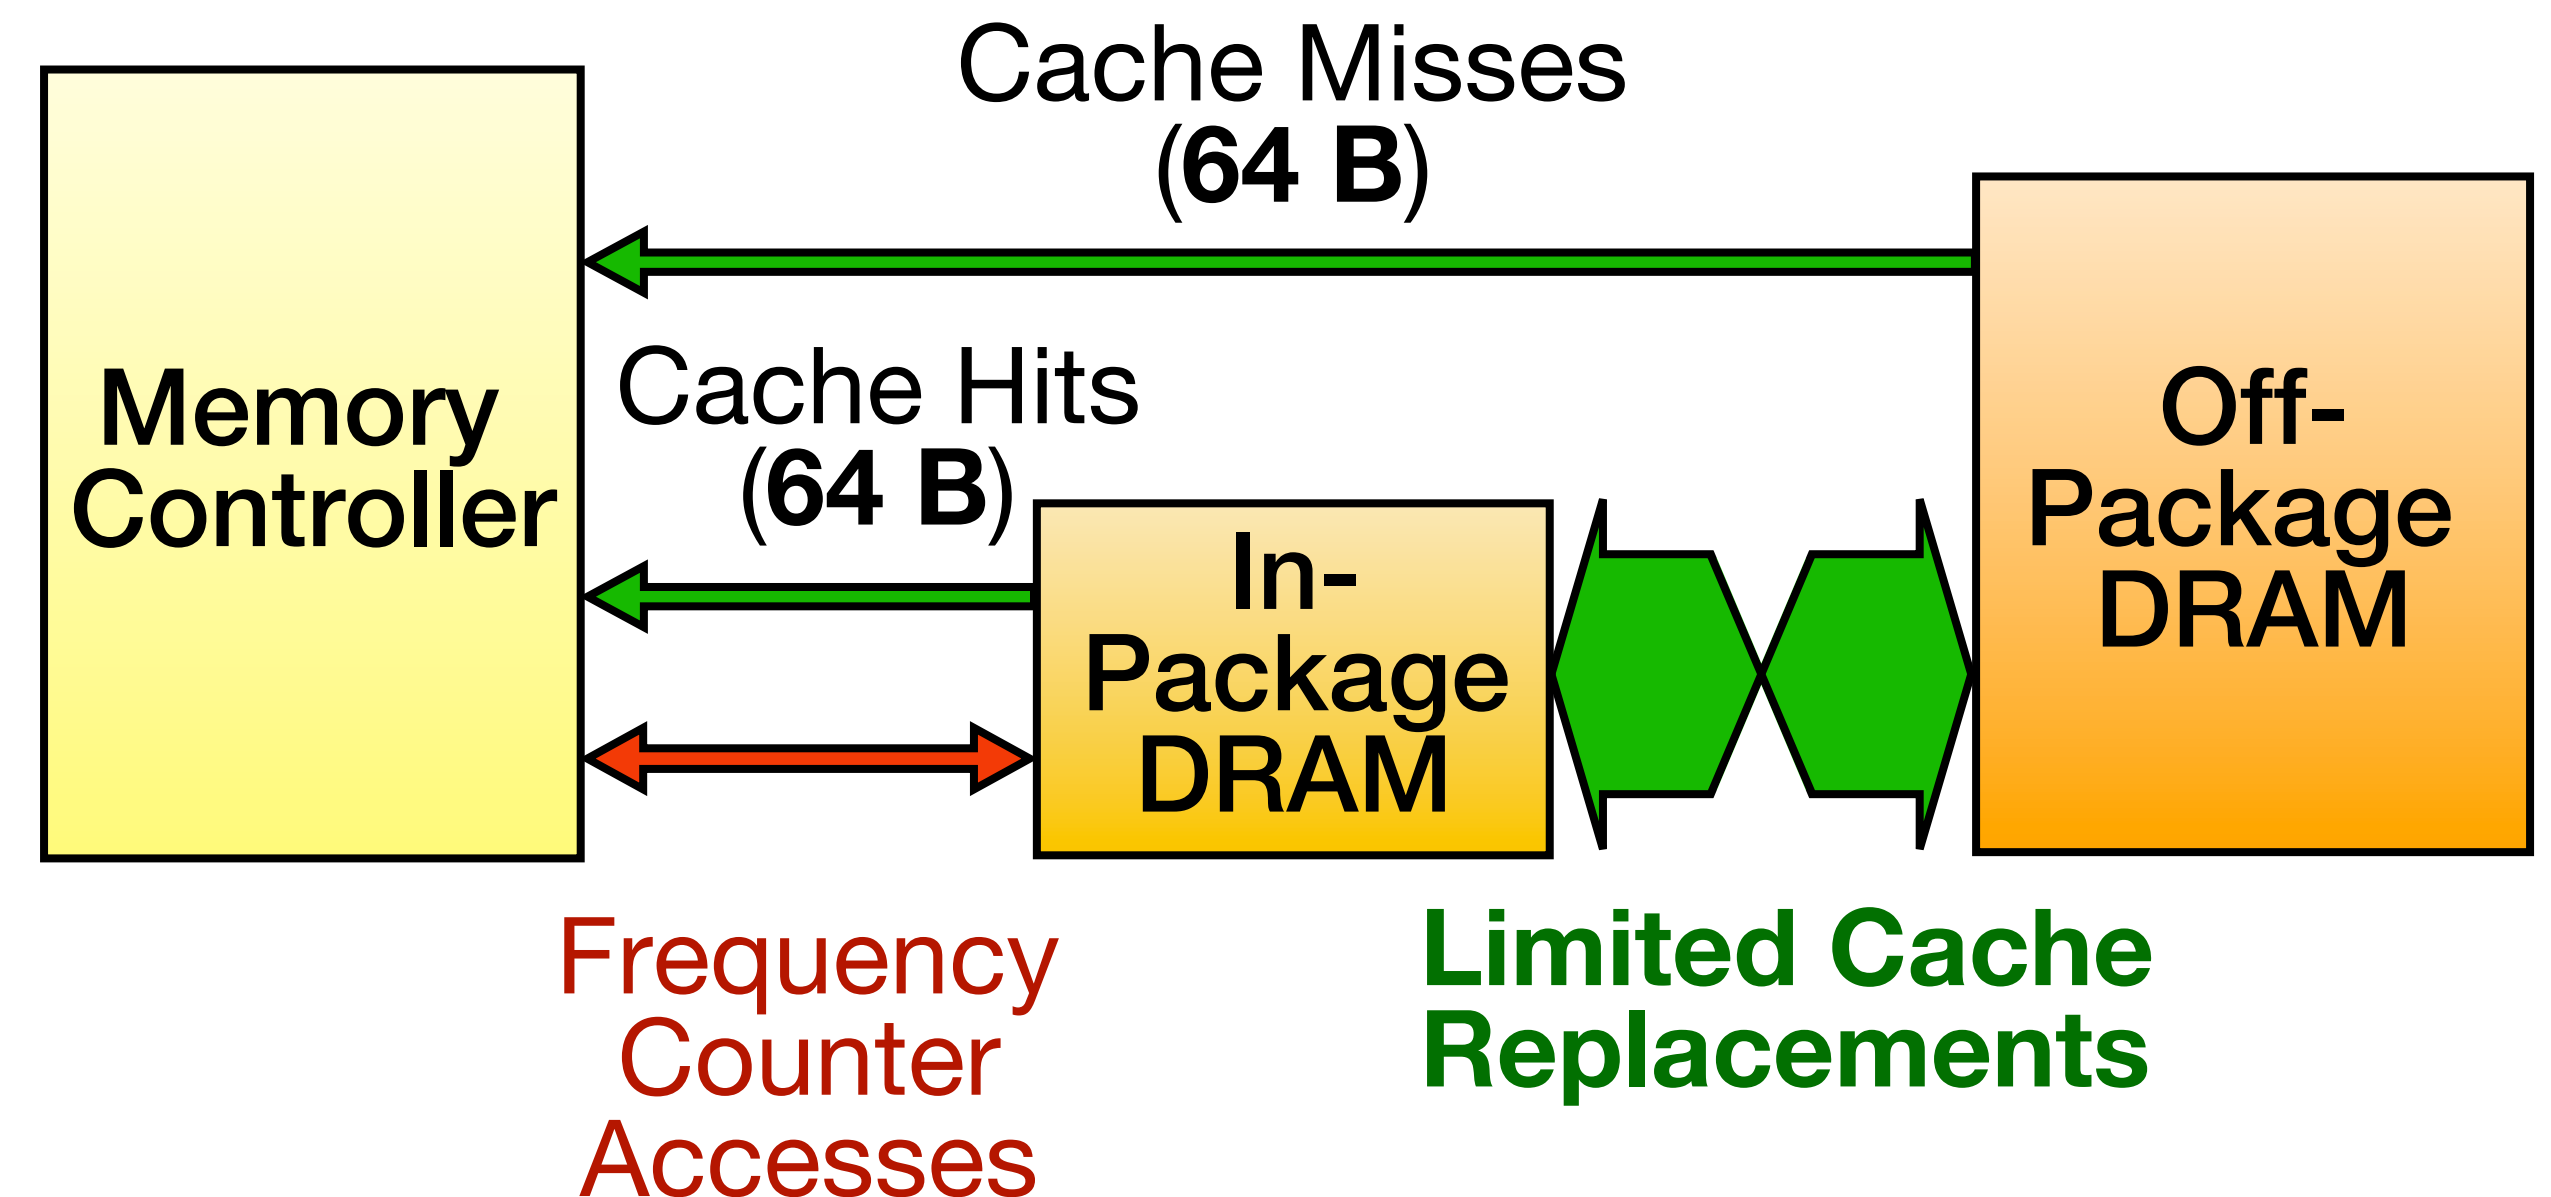 Cache Misses
(64 B)
Memory
Controller
Cache Hits
(64 B)
In-
Package
DRAM
Off-
Package
DRAM
Frequency
Counter
Accesses
Limited Cache
Replacements